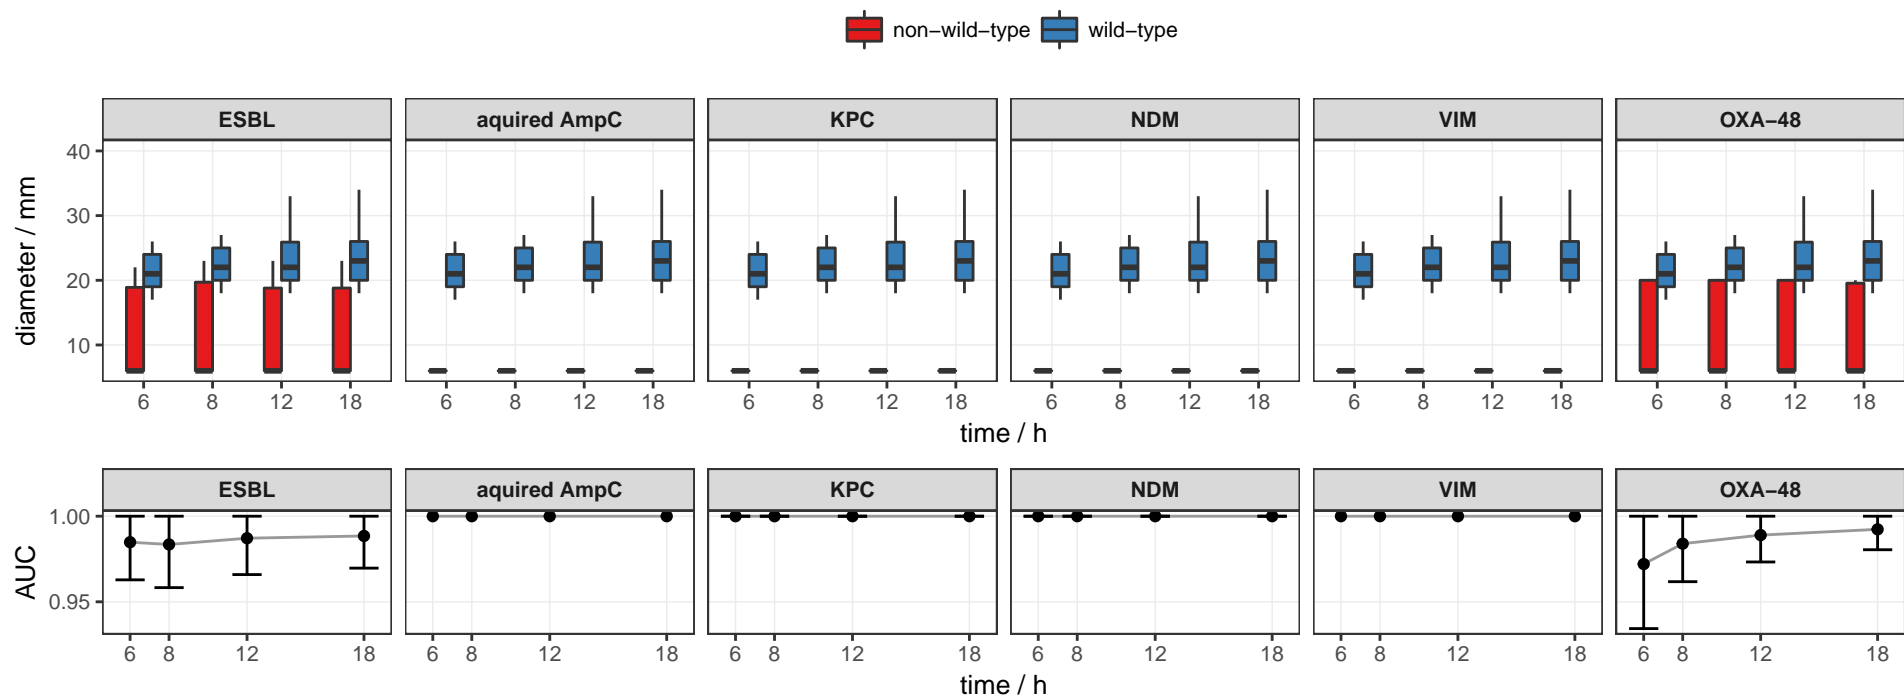 non−wild−type wild−type
ESBL aquired AmpC KPC NDM VIM OXA−48
diameter / mm
40
30
20
10
6 8 12 18 6 8 12 18 6 8 12 18 6 8 12 18 6 8 12 18 6 8 12 18
time / h
ESBL aquired AmpC KPC NDM VIM OXA−48
AUC
1.00
0.95
6 8 12 18 6 8 12 18 6 8 12 18 6 8 12 18 6 8 12 18 6 8 12 18
time / h